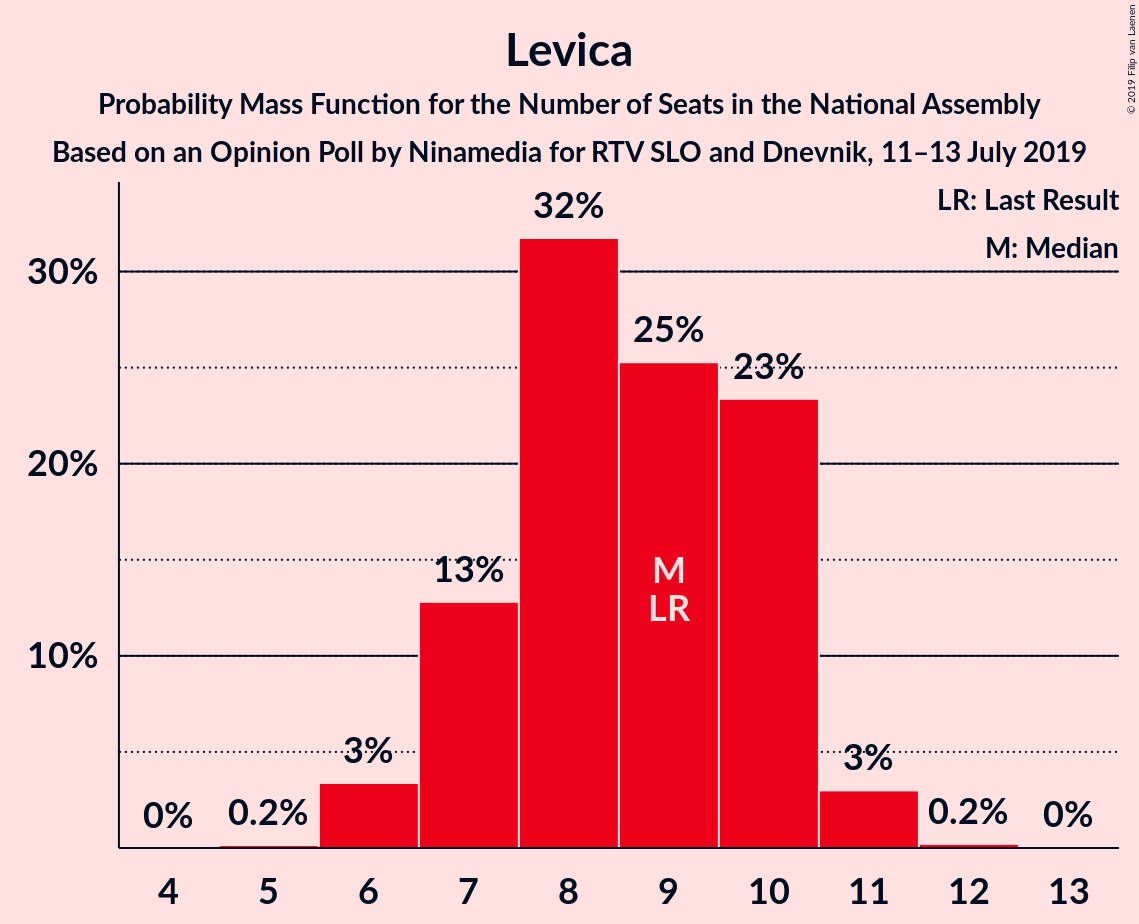 Levica
Probability Mass Function for the Number of Seats in the National Assembly
Based on an Opinion Poll by Ninamedia for RTV SLO and Dnevnik, 11–13 July 2019
© 2019 Filip van Laenen
LR: Last Result
M: Median
30%
20%
10%
0%
0.2%
3%
13%
32%
25%
23%
3%
0.2%
0%
M
LR
4 5 6 7 8 9 10 11 12 13